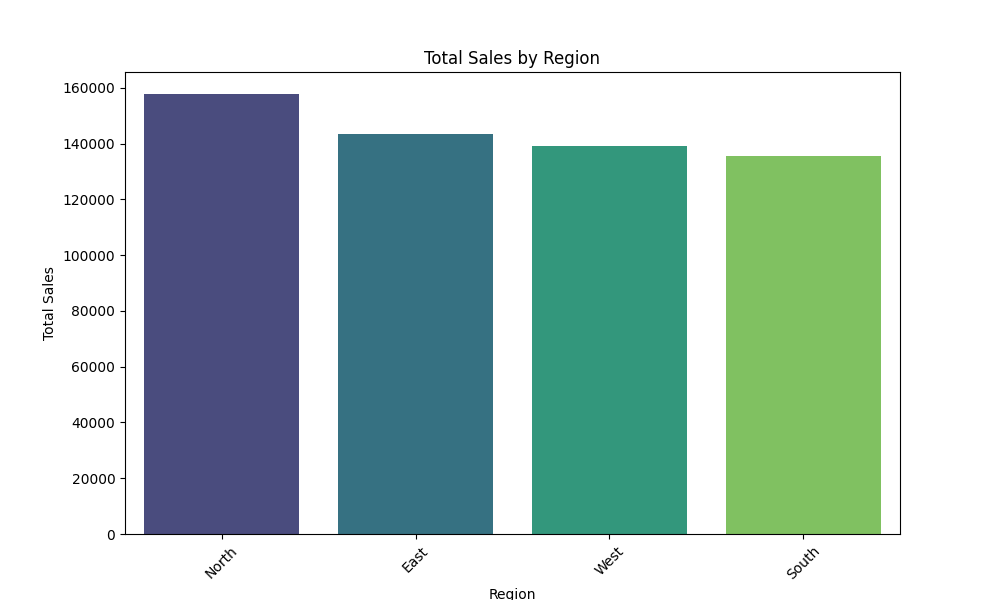 Total Sales by Region
Total Sales
160000
140000
120000
100000
80000
60000
40000
20000
0
North
East
West
South
Region